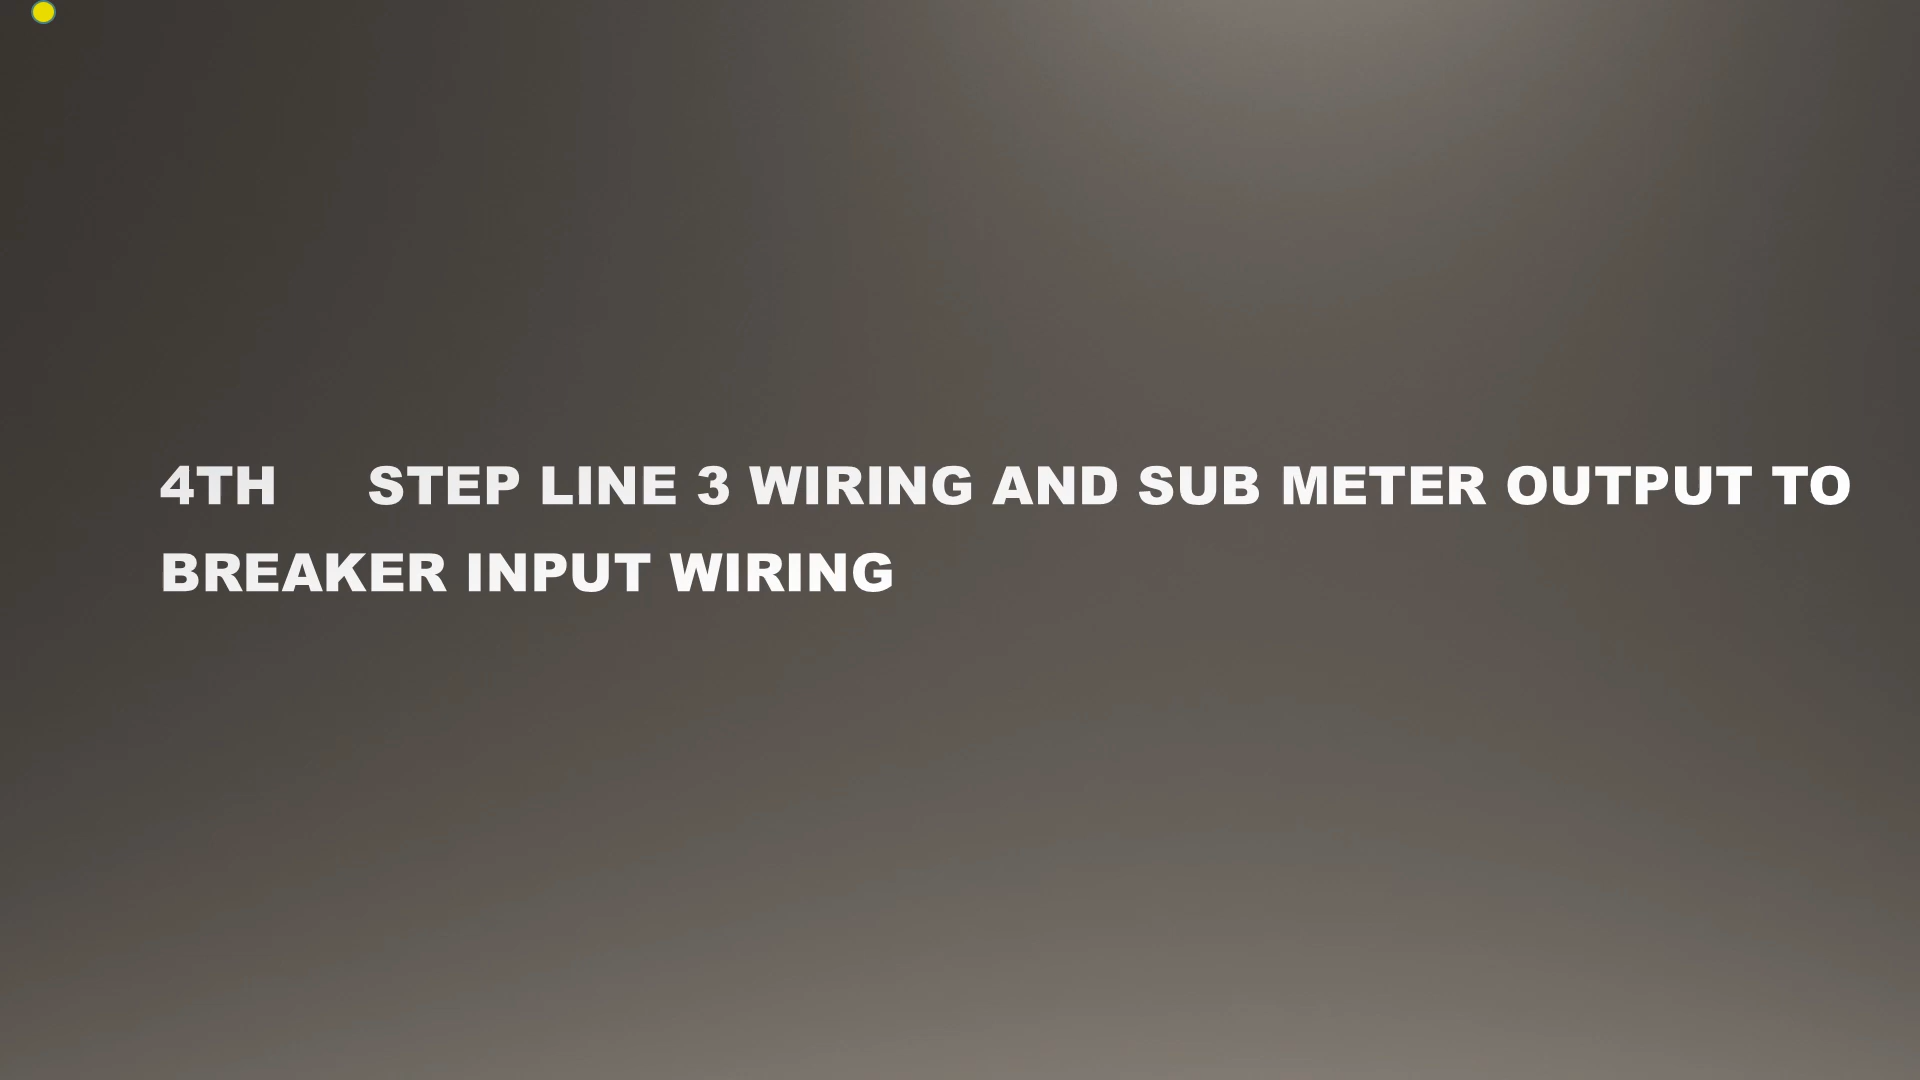 4TH STEP LINE 3 WIRING AND SUB METER OUTPUT TO
BREAKER INPUT WIRING